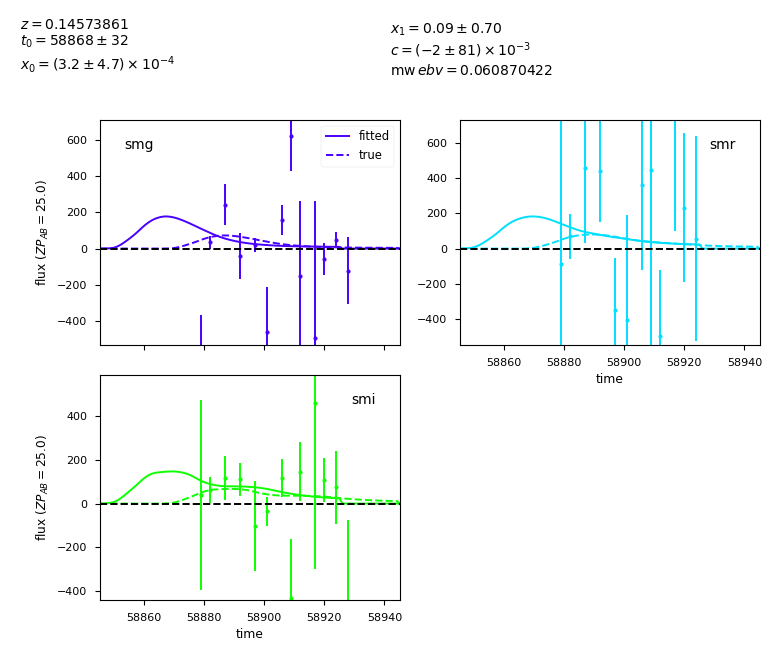 z = 0.14573861
t₀ = 58868 ± 32
x₀ = (3.2 ± 4.7) × 10⁻⁴
x₁ = 0.09 ± 0.70
c = (−2 ± 81) × 10⁻³
mw ebv = 0.060870422
smg
fitted
true
600
400
200
0
−200
−400
flux (ZP_AB = 25.0)
smr
600
400
200
0
−200
−400
58860 58880 58900 58920 58940
time
smi
400
200
0
−200
−400
flux (ZP_AB = 25.0)
58860 58880 58900 58920 58940
time